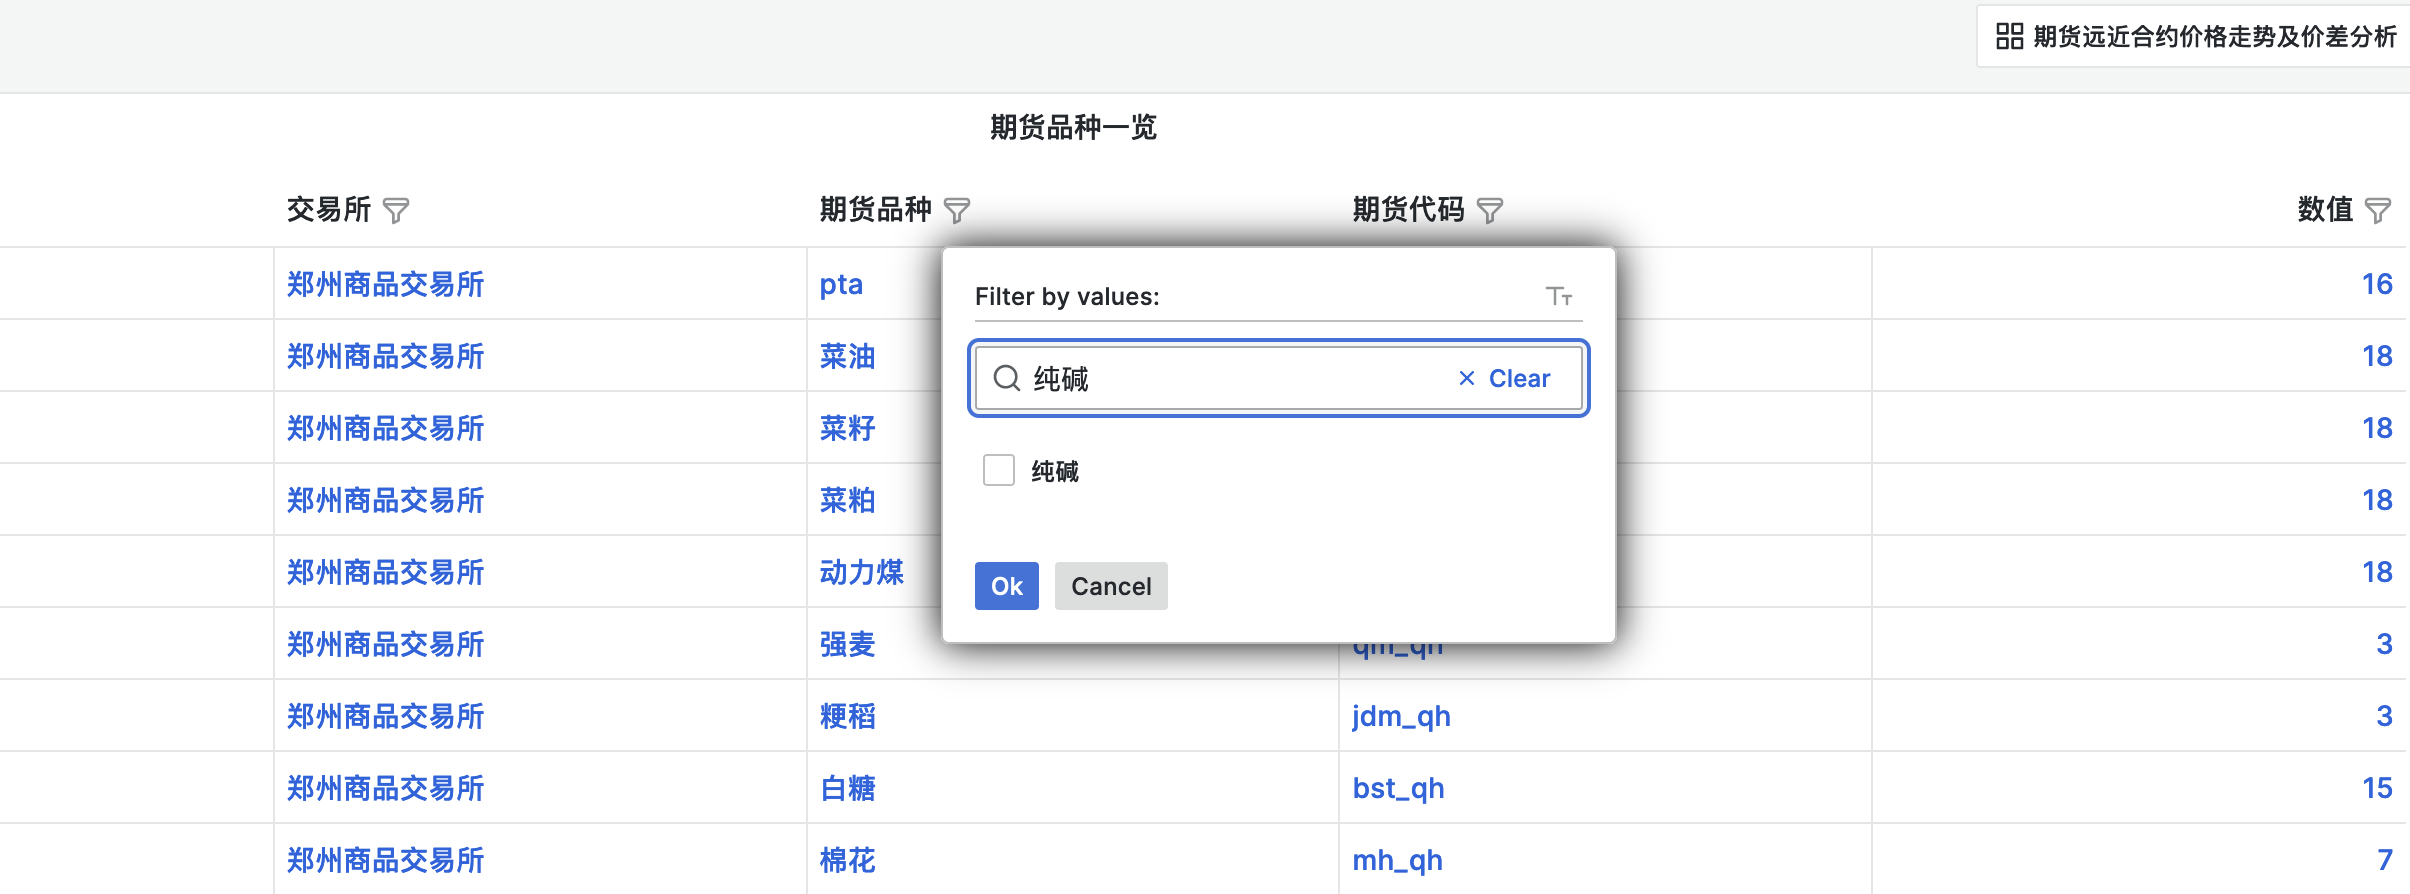 期货远近合约价格走势及价差分析
期货品种一览
交易所 期货品种 期货代码 数值
郑州商品交易所 pta 16
Filter by values:
郑州商品交易所 菜油 18
纯碱 Clear
郑州商品交易所 菜籽 18
纯碱
郑州商品交易所 菜粕 18
郑州商品交易所 动力煤 18
Ok Cancel
郑州商品交易所 强麦 qm_qh 3
郑州商品交易所 粳稻 jdm_qh 3
郑州商品交易所 白糖 bst_qh 15
郑州商品交易所 棉花 mh_qh 7